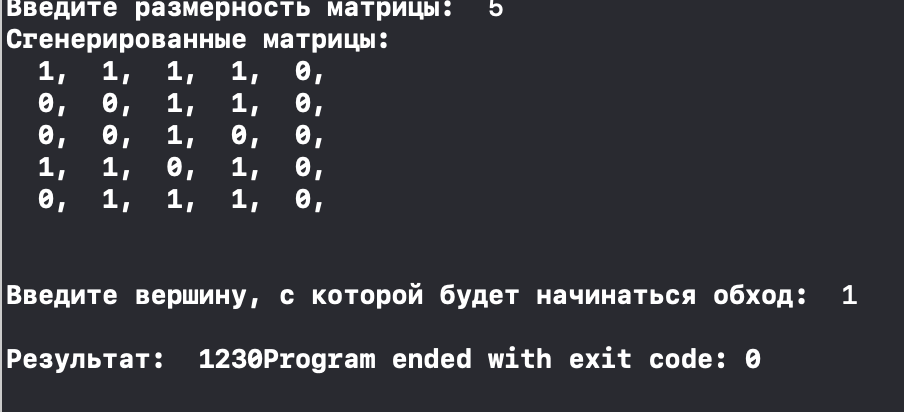 Введите размерность матрицы:  5
Сгенерированные матрицы:
  1,  1,  1,  1,  0,
  0,  0,  1,  1,  0,
  0,  0,  1,  0,  0,
  1,  1,  0,  1,  0,
  0,  1,  1,  1,  0,
Введите вершину, с которой будет начинаться обход:  1
Результат:  1230Program ended with exit code: 0